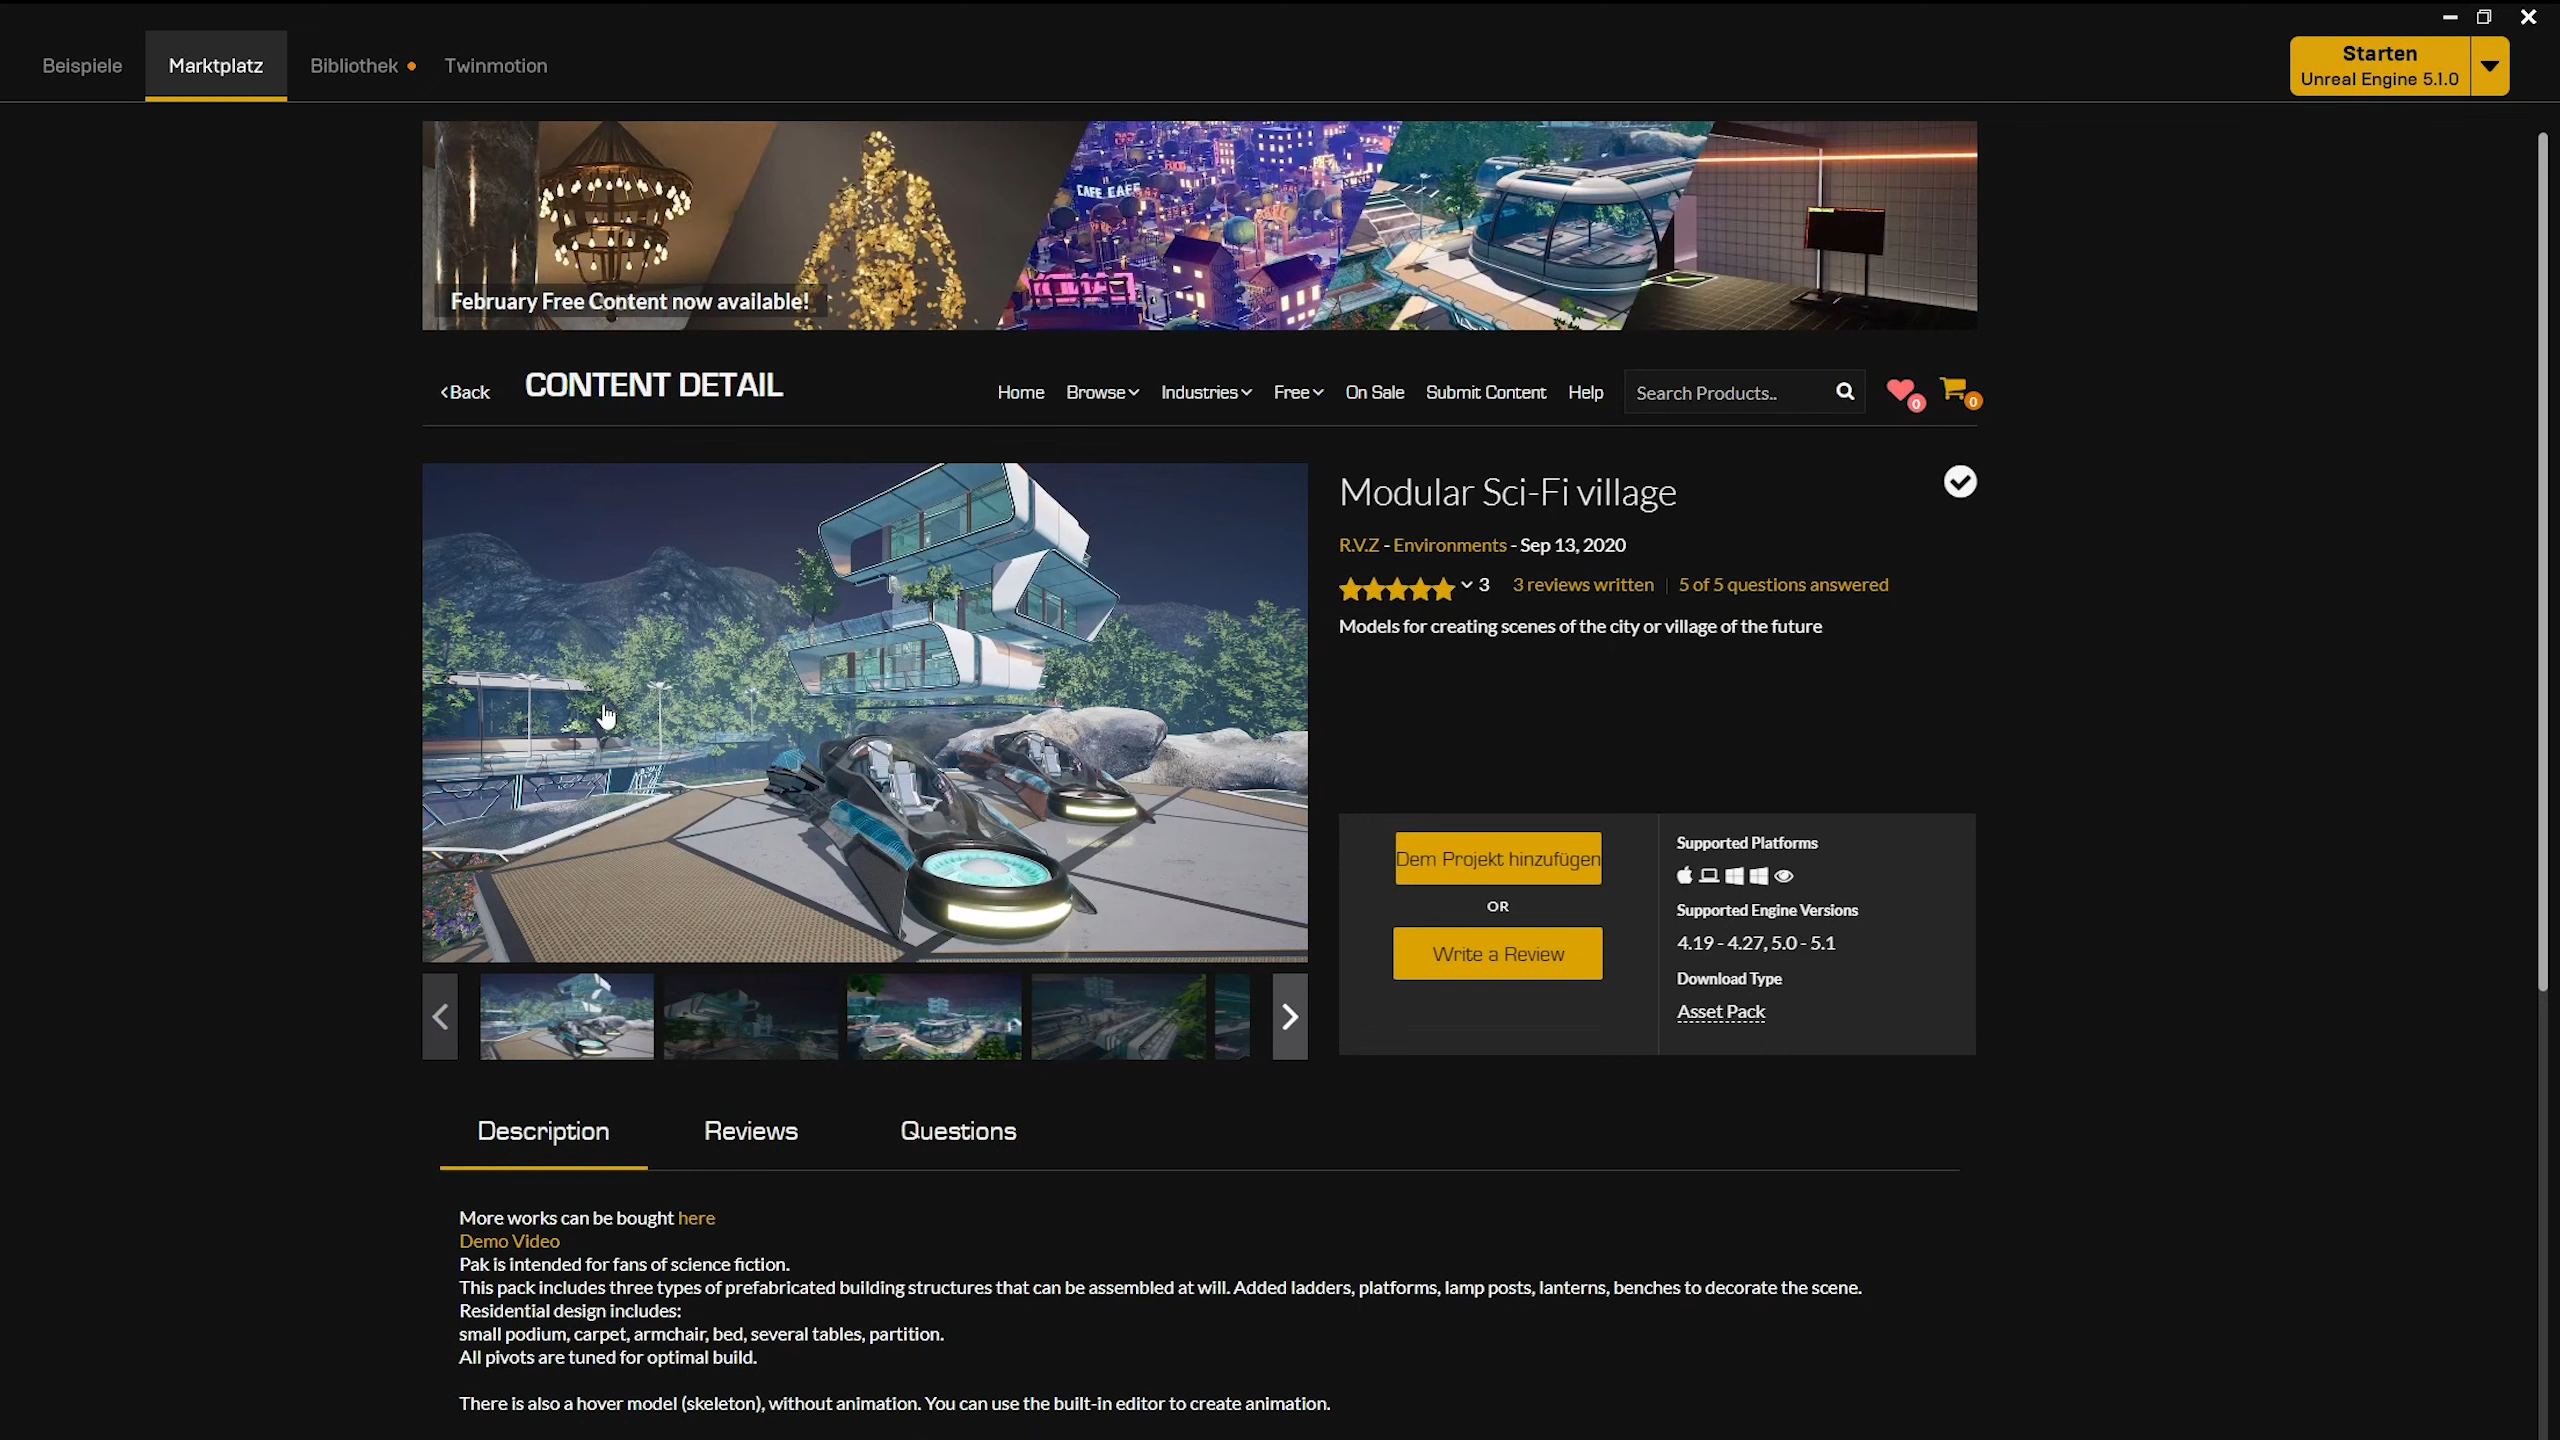 Beispiele
Marktplatz
Bibliothek
Twinmotion
Starten
Unreal Engine 5.1.0
CAFE CAFE
February Free Content now available!
Back
CONTENT DETAIL
Home
Browse
Industries
Free
On Sale
Submit Content
Help
Search Products..
0
0
Modular Sci-Fi village
R.V.Z - Environments - Sep 13, 2020
3
3 reviews written
5 of 5 questions answered
Models for creating scenes of the city or village of the future
Dem Projekt hinzufügen
OR
Write a Review
Supported Platforms
Supported Engine Versions
4.19 - 4.27, 5.0 - 5.1
Download Type
Asset Pack
Description
Reviews
Questions
More works can be bought here
Demo Video
Pak is intended for fans of science fiction.
This pack includes three types of prefabricated building structures that can be assembled at will. Added ladders, platforms, lamp posts, lanterns, benches to decorate the scene.
Residential design includes:
small podium, carpet, armchair, bed, several tables, partition.
All pivots are tuned for optimal build.
There is also a hover model (skeleton), without animation. You can use the built-in editor to create animation.